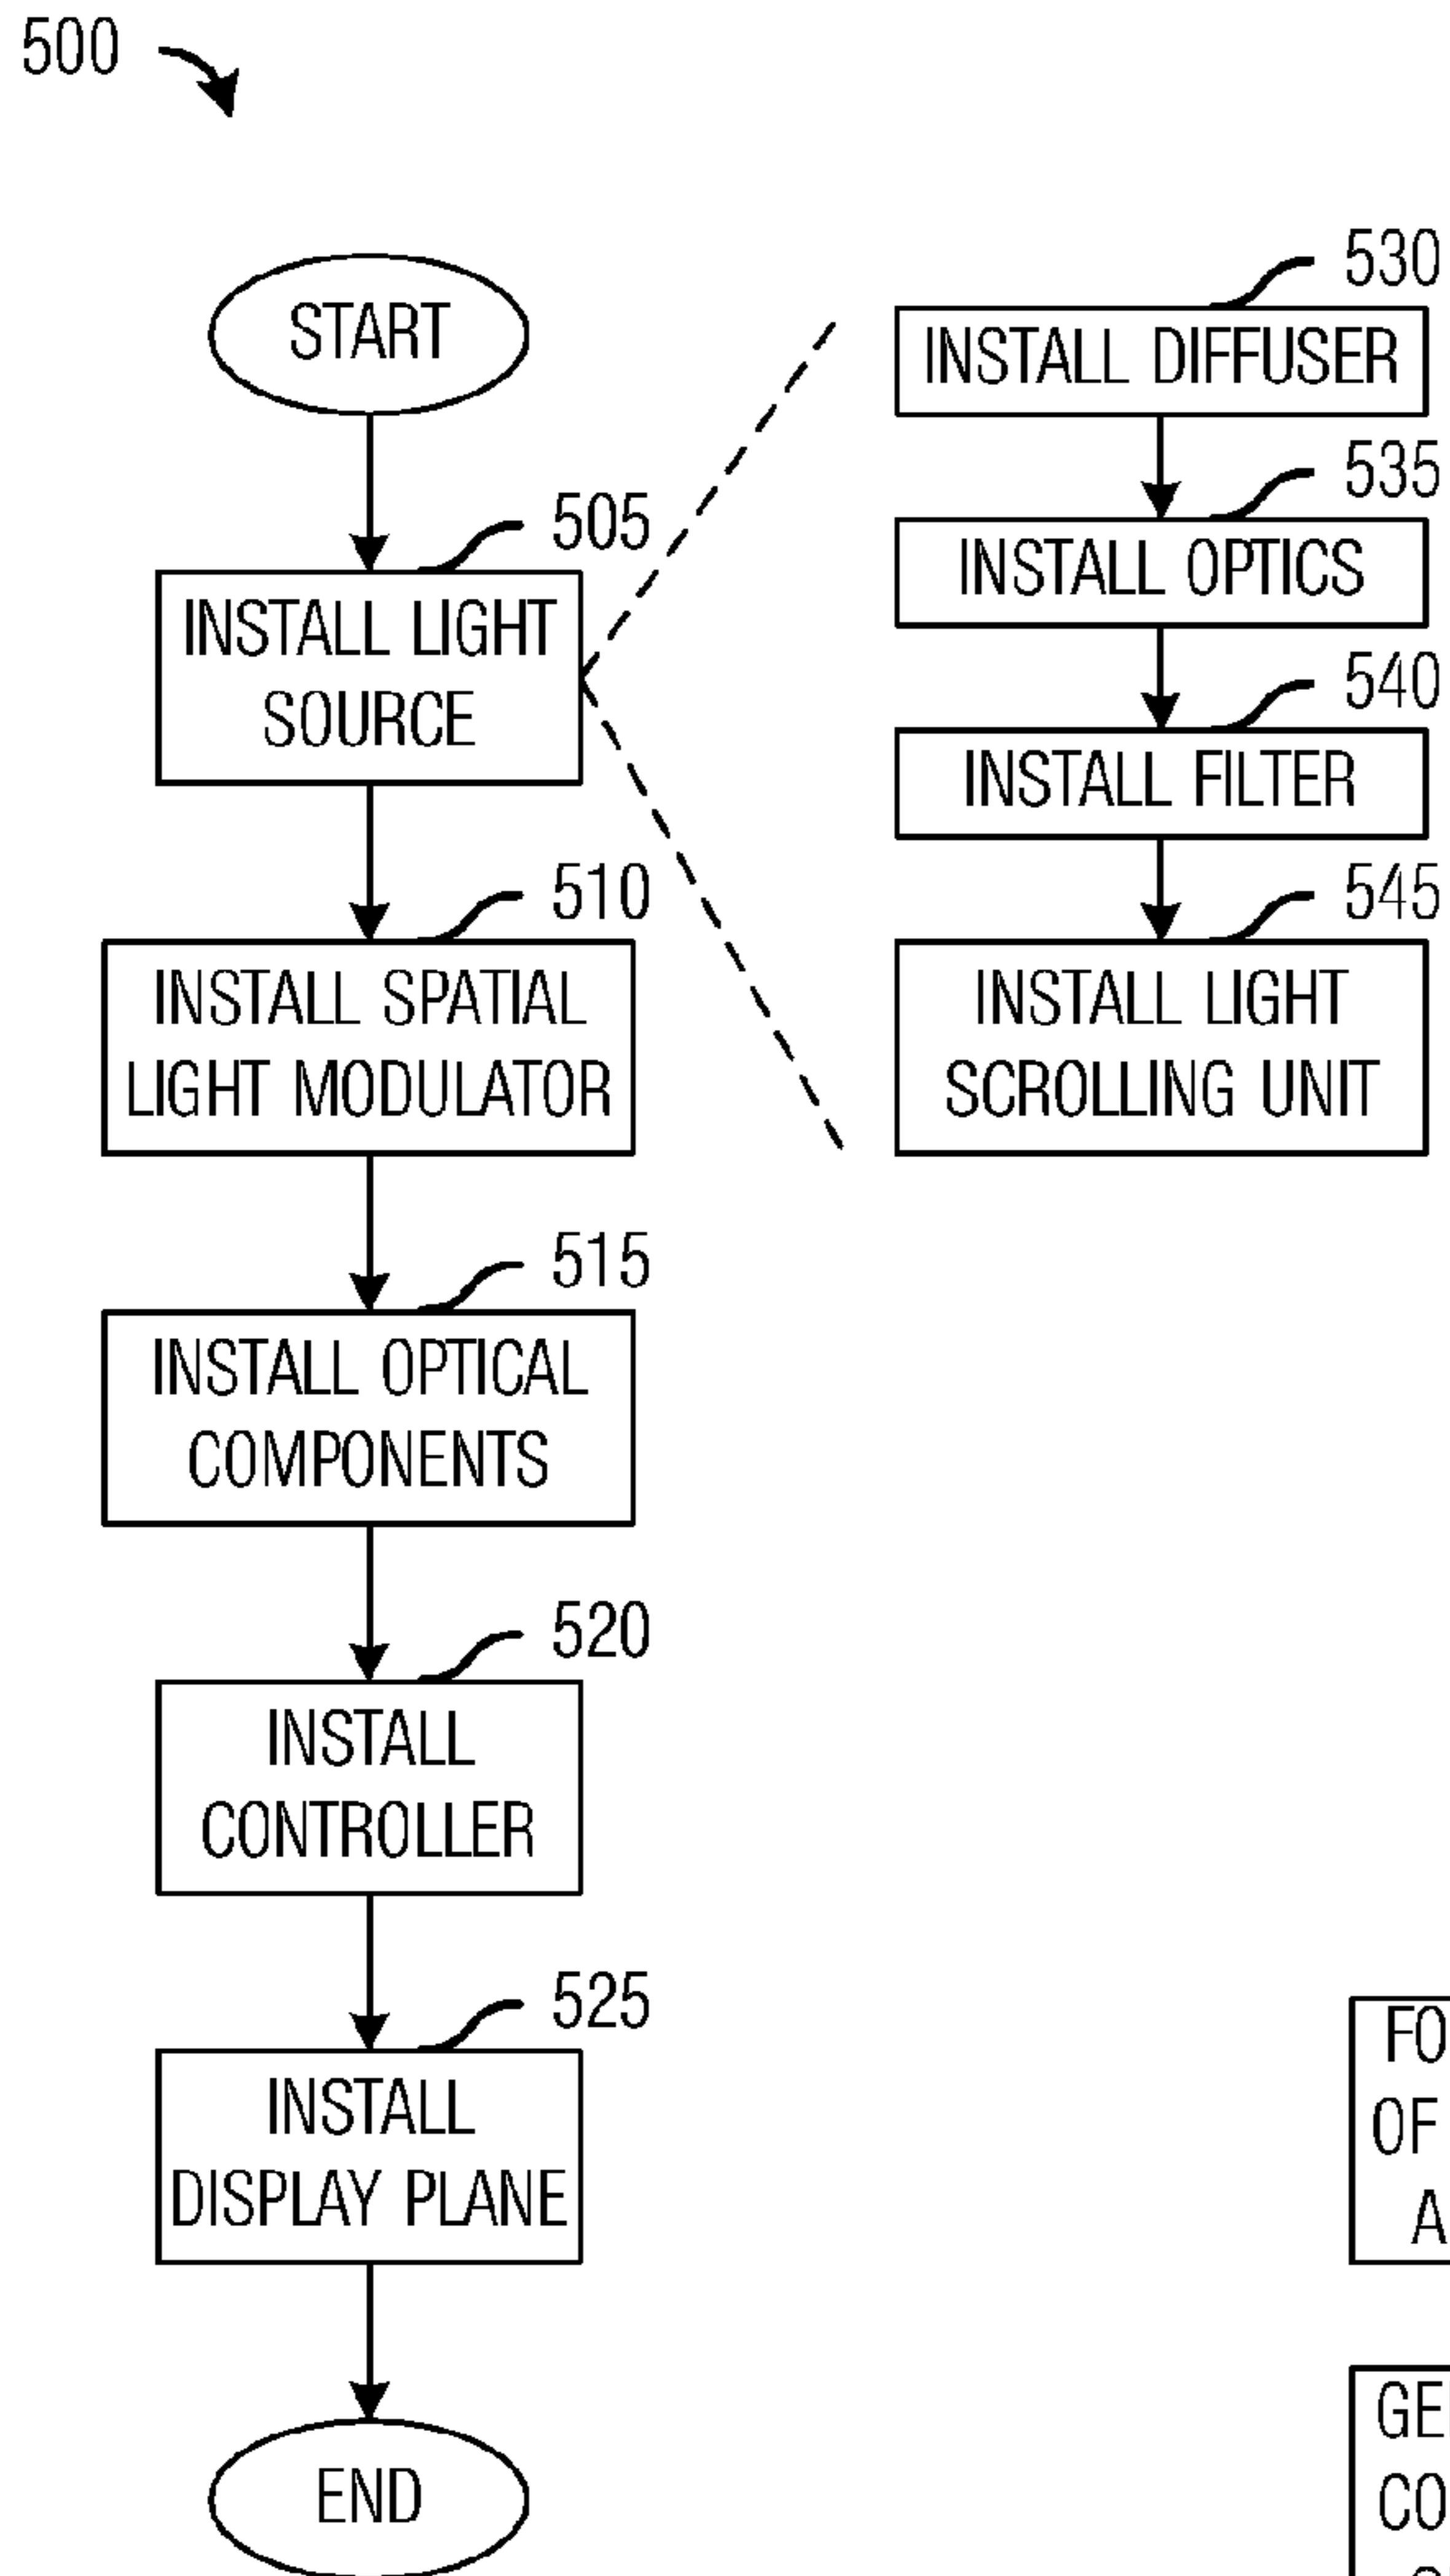 500
START
505
INSTALL LIGHT
SOURCE
510
INSTALL SPATIAL
LIGHT MODULATOR
515
INSTALL OPTICAL
COMPONENTS
520
INSTALL
CONTROLLER
525
INSTALL
DISPLAY PLANE
END
530
INSTALL DIFFUSER
535
INSTALL OPTICS
540
INSTALL FILTER
545
INSTALL LIGHT
SCROLLING UNIT
OF